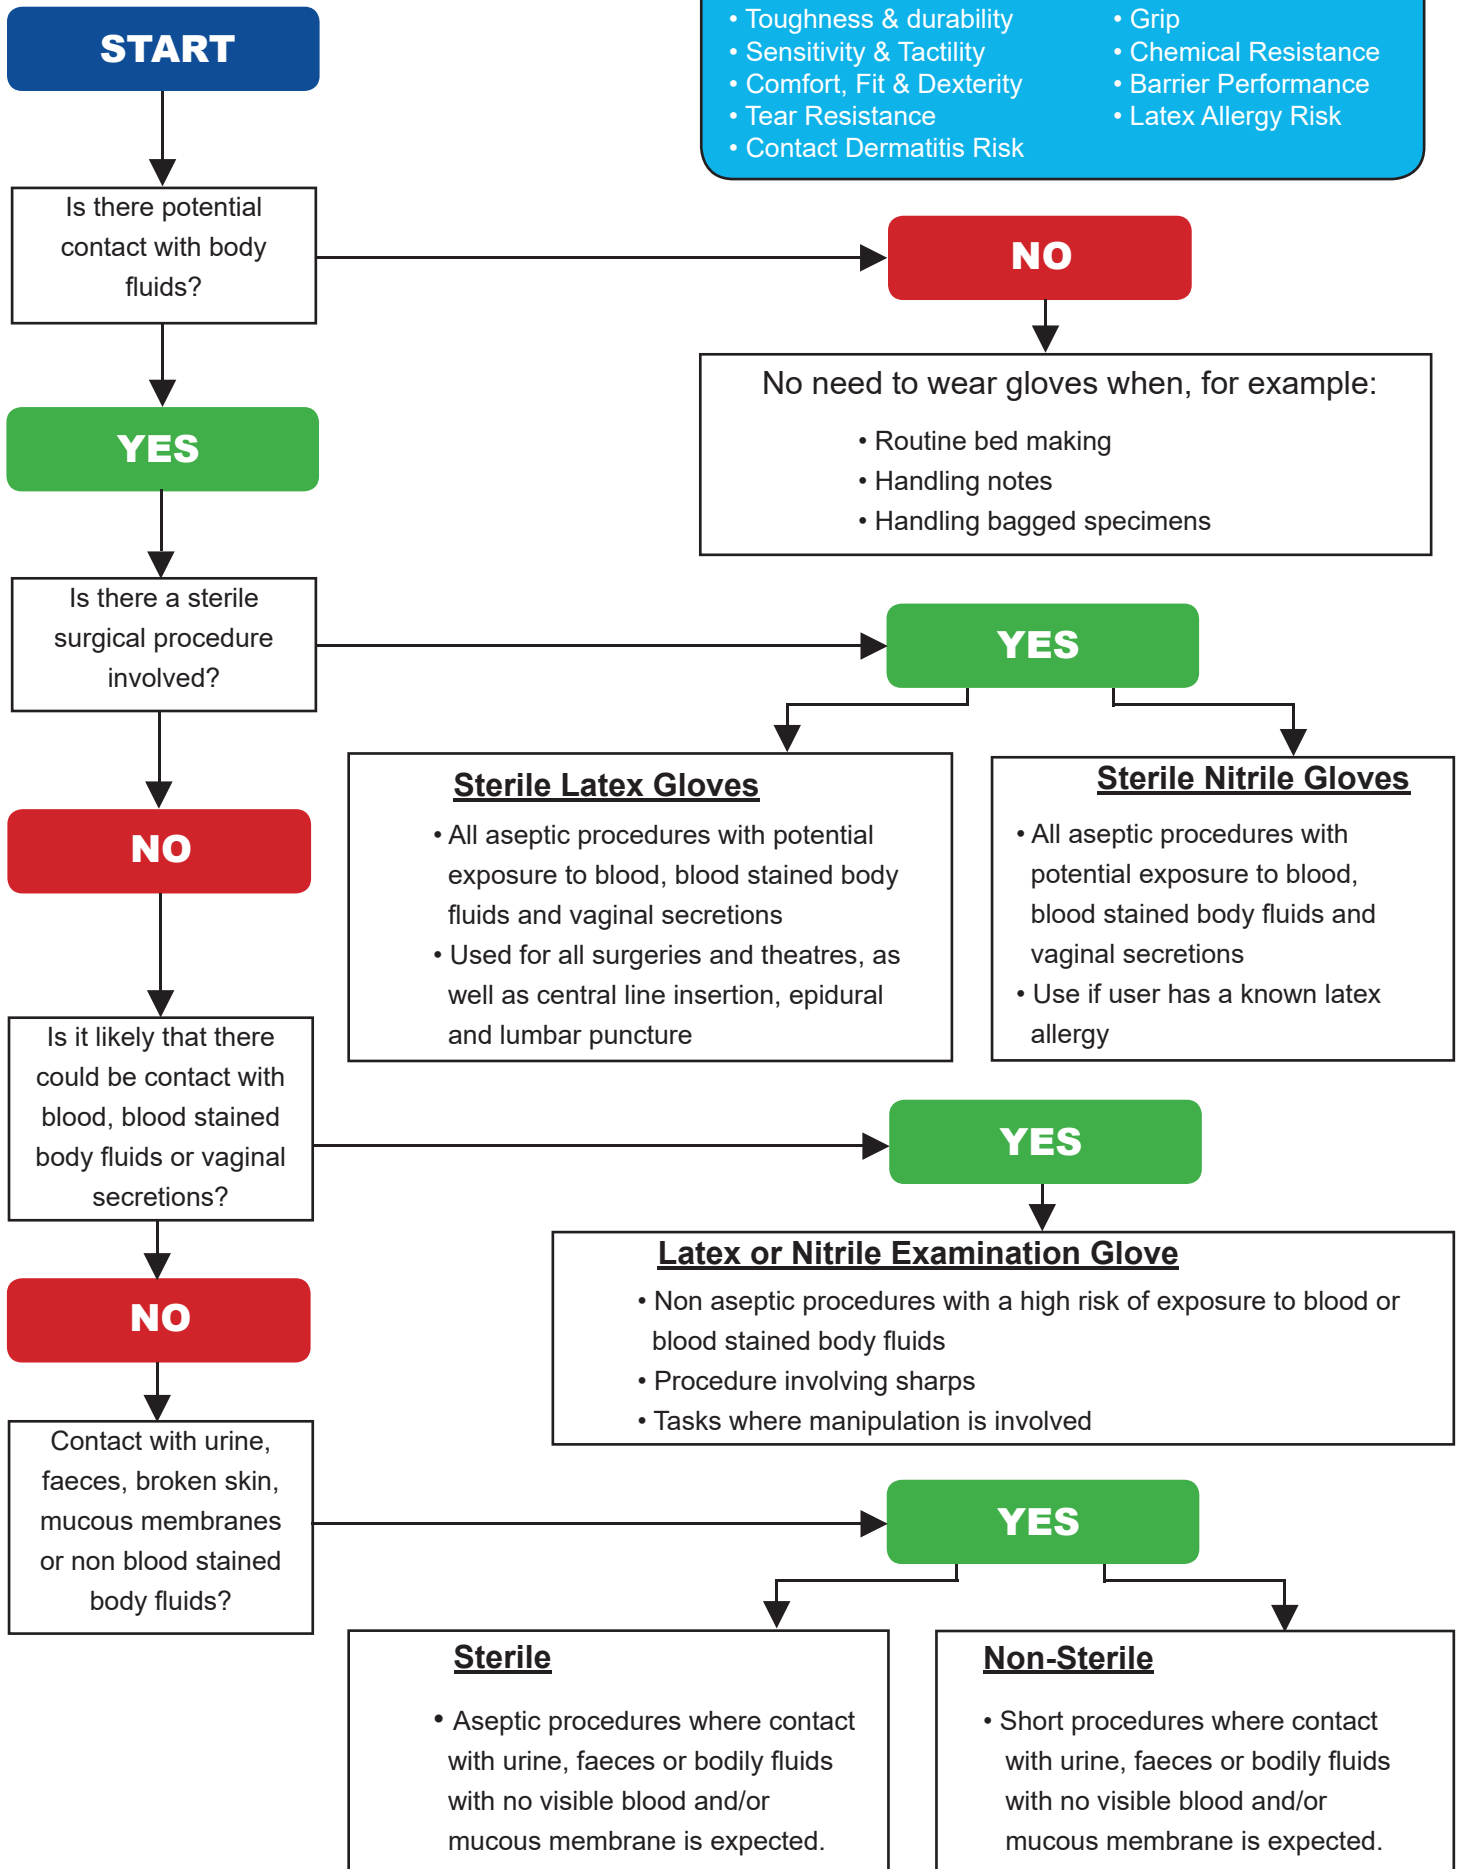 START
• Toughness & durability
• Sensitivity & Tactility
• Comfort, Fit & Dexterity
• Tear Resistance
• Contact Dermatitis Risk
• Grip
• Chemical Resistance
• Barrier Performance
• Latex Allergy Risk
Is there potential
contact with body
fluids?
NO
No need to wear gloves when, for example:
• Routine bed making
• Handling notes
• Handling bagged specimens
YES
Is there a sterile
surgical procedure
involved?
YES
Sterile Latex Gloves
• All aseptic procedures with potential
exposure to blood, blood stained body
fluids and vaginal secretions
• Used for all surgeries and theatres, as
well as central line insertion, epidural
and lumbar puncture
Sterile Nitrile Gloves
• All aseptic procedures with
potential exposure to blood,
blood stained body fluids and
vaginal secretions
• Use if user has a known latex
allergy
NO
Is it likely that there
could be contact with
blood, blood stained
body fluids or vaginal
secretions?
YES
Latex or Nitrile Examination Glove
• Non aseptic procedures with a high risk of exposure to blood or
blood stained body fluids
• Procedure involving sharps
• Tasks where manipulation is involved
NO
Contact with urine,
faeces, broken skin,
mucous membranes
or non blood stained
body fluids?
YES
Sterile
• Aseptic procedures where contact
with urine, faeces or bodily fluids
with no visible blood and/or
mucous membrane is expected.
Non-Sterile
• Short procedures where contact
with urine, faeces or bodily fluids
with no visible blood and/or
mucous membrane is expected.